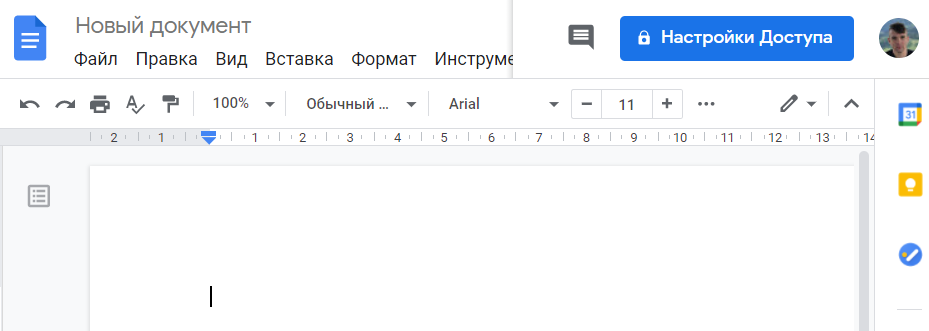 Новый документ
Файл Правка Вид Вставка Формат Инструме
Настройки Доступа
100% Обычный ... Arial 11
2 1 1 2 3 4 5 6 7 8 9 10 11 12 13 14
31